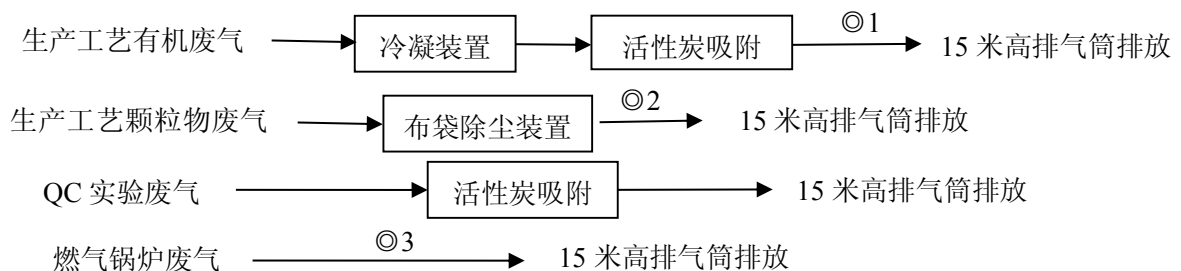 生产工艺有机废气 冷凝装置 活性炭吸附 ◎1 15 米高排气筒排放
生产工艺颗粒物废气 布袋除尘装置 ◎2 15 米高排气筒排放
QC 实验废气 活性炭吸附 15 米高排气筒排放
燃气锅炉废气 ◎3 15 米高排气筒排放